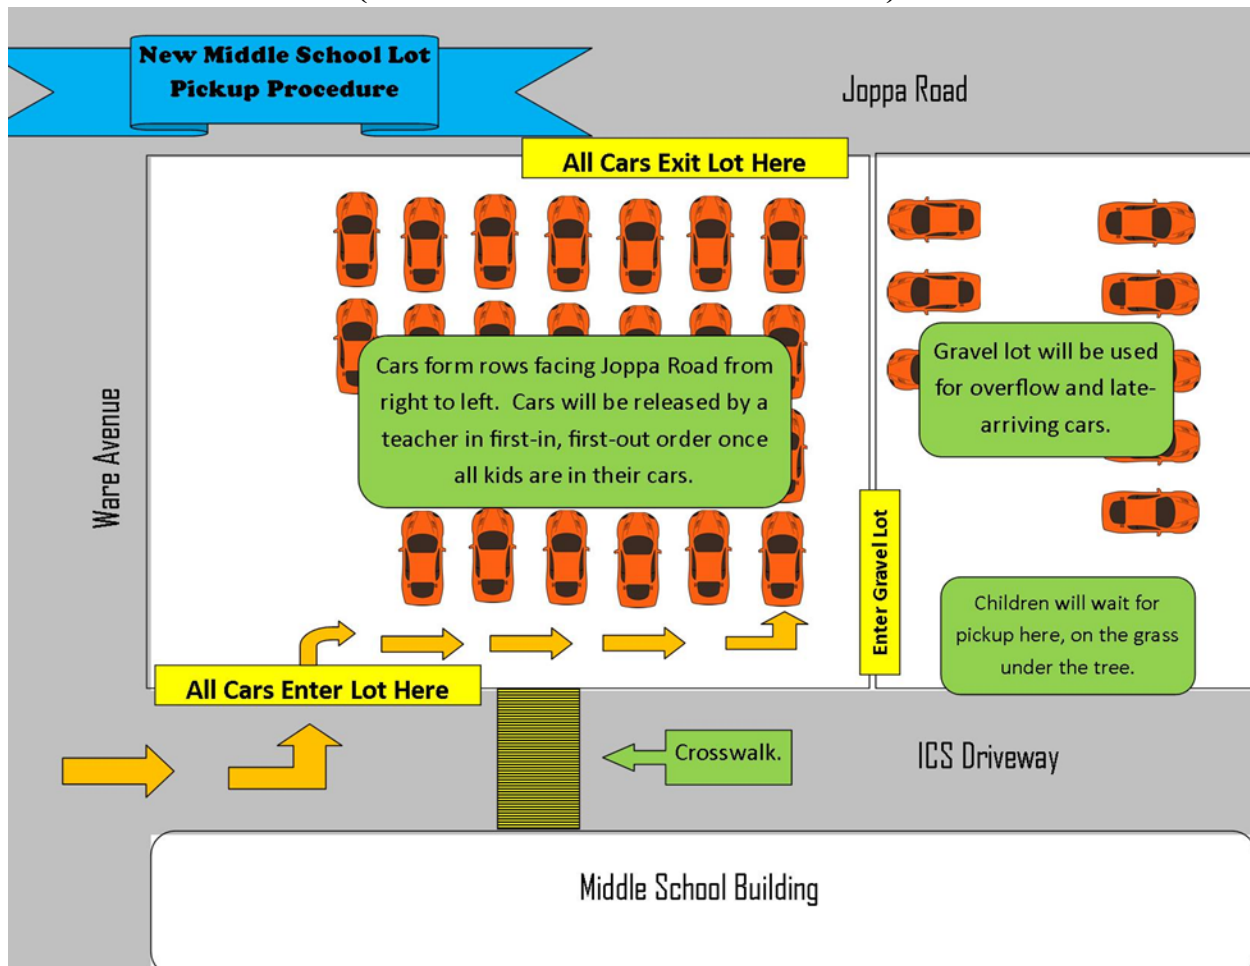 New Middle School Lot
Pickup Procedure
Joppa Road
All Cars Exit Lot Here
Cars form rows facing Joppa Road from
right to left. Cars will be released by a
teacher in first-in, first-out order once
all kids are in their cars.
Gravel lot will be used
for overflow and late-
arriving cars.
Ware Avenue
Enter Gravel Lot
Children will wait for
pickup here, on the grass
under the tree.
All Cars Enter Lot Here
Crosswalk.
ICS Driveway
Middle School Building